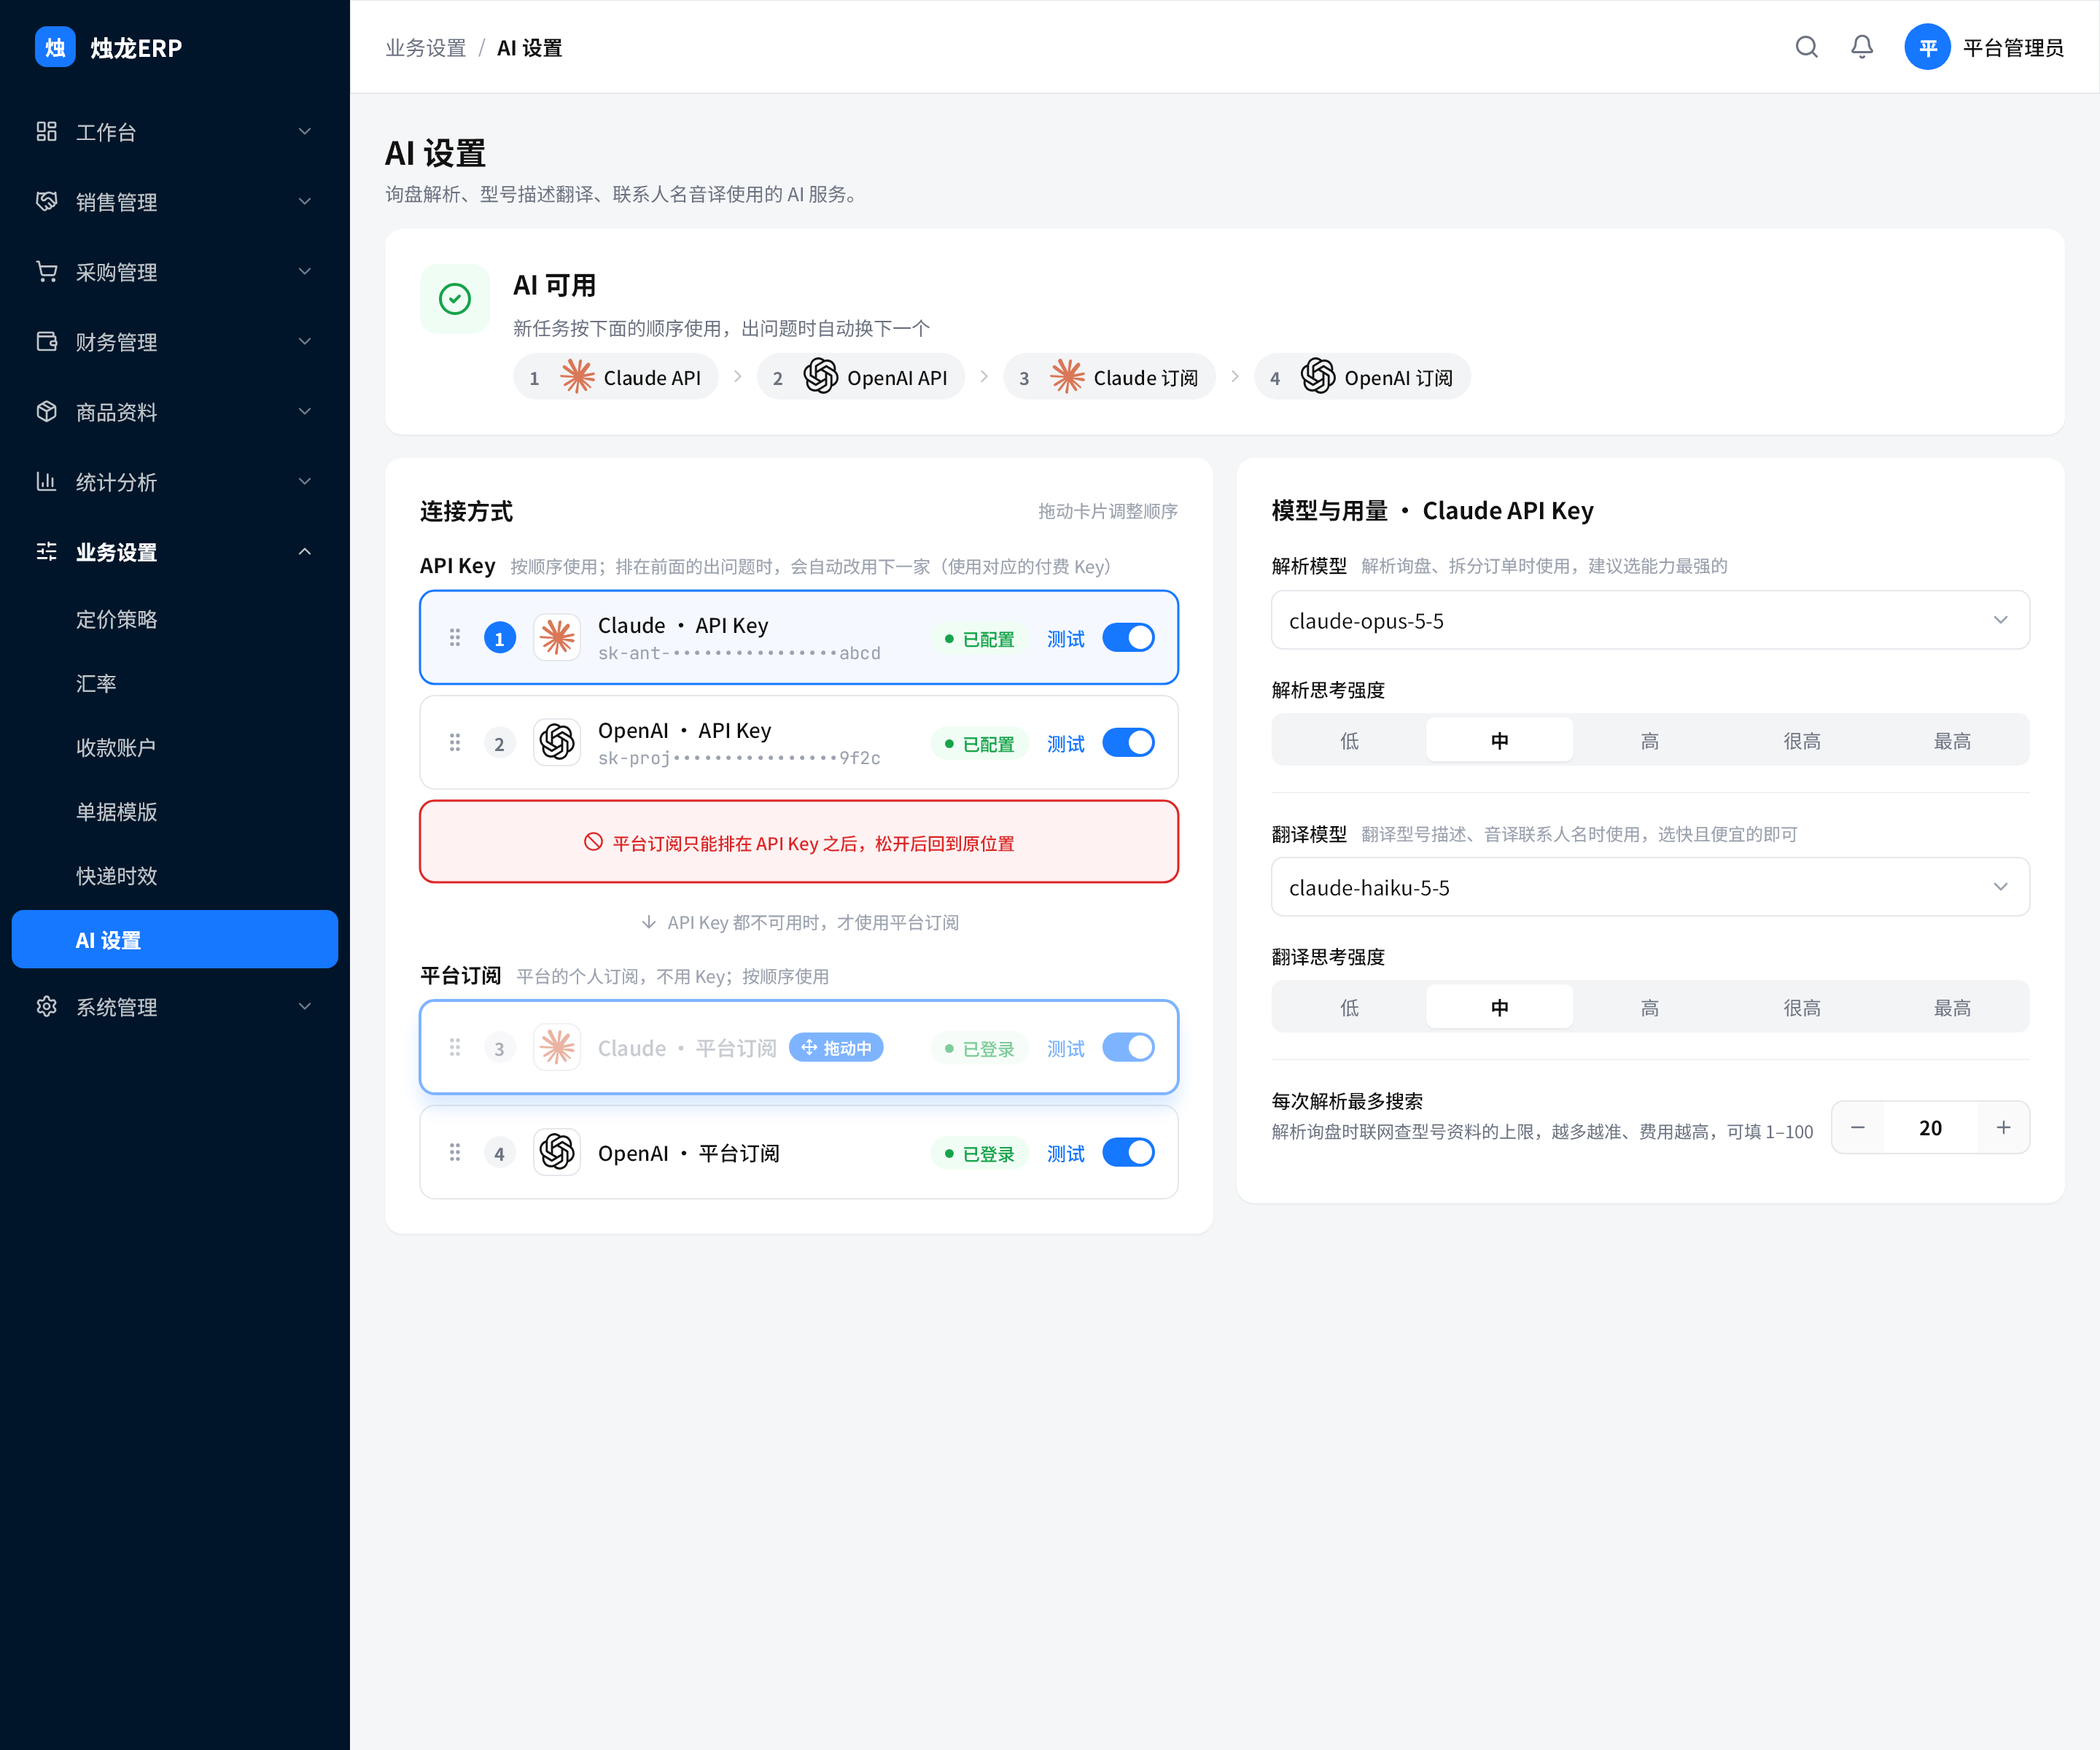 烛 烛龙ERP
工作台
销售管理
采购管理
财务管理
商品资料
统计分析
业务设置
定价策略
汇率
收款账户
单据模版
快递时效
AI 设置
系统管理
业务设置 / AI 设置
平 平台管理员
AI 设置
询盘解析、型号描述翻译、联系人名音译使用的 AI 服务。
AI 可用
新任务按下面的顺序使用，出问题时自动换下一个
1 Claude API 2 OpenAI API 3 Claude 订阅 4 OpenAI 订阅
连接方式 拖动卡片调整顺序
API Key 按顺序使用；排在前面的出问题时，会自动改用下一家（使用对应的付费 Key）
1 Claude · API Key 已配置 测试
sk-ant-•••••••••••••••abcd
2 OpenAI · API Key 已配置 测试
sk-proj•••••••••••••••9f2c
平台订阅只能排在 API Key 之后，松开后回到原位置
API Key 都不可用时，才使用平台订阅
平台订阅 平台的个人订阅，不用 Key；按顺序使用
3 Claude · 平台订阅 拖动中 已登录 测试
4 OpenAI · 平台订阅 已登录 测试
模型与用量 · Claude API Key
解析模型 解析询盘、拆分订单时使用，建议选能力最强的
claude-opus-5-5
解析思考强度
低 中 高 很高 最高
翻译模型 翻译型号描述、音译联系人名时使用，选快且便宜的即可
claude-haiku-5-5
翻译思考强度
低 中 高 很高 最高
每次解析最多搜索
解析询盘时联网查型号资料的上限，越多越准、费用越高，可填 1–100
− 20 +